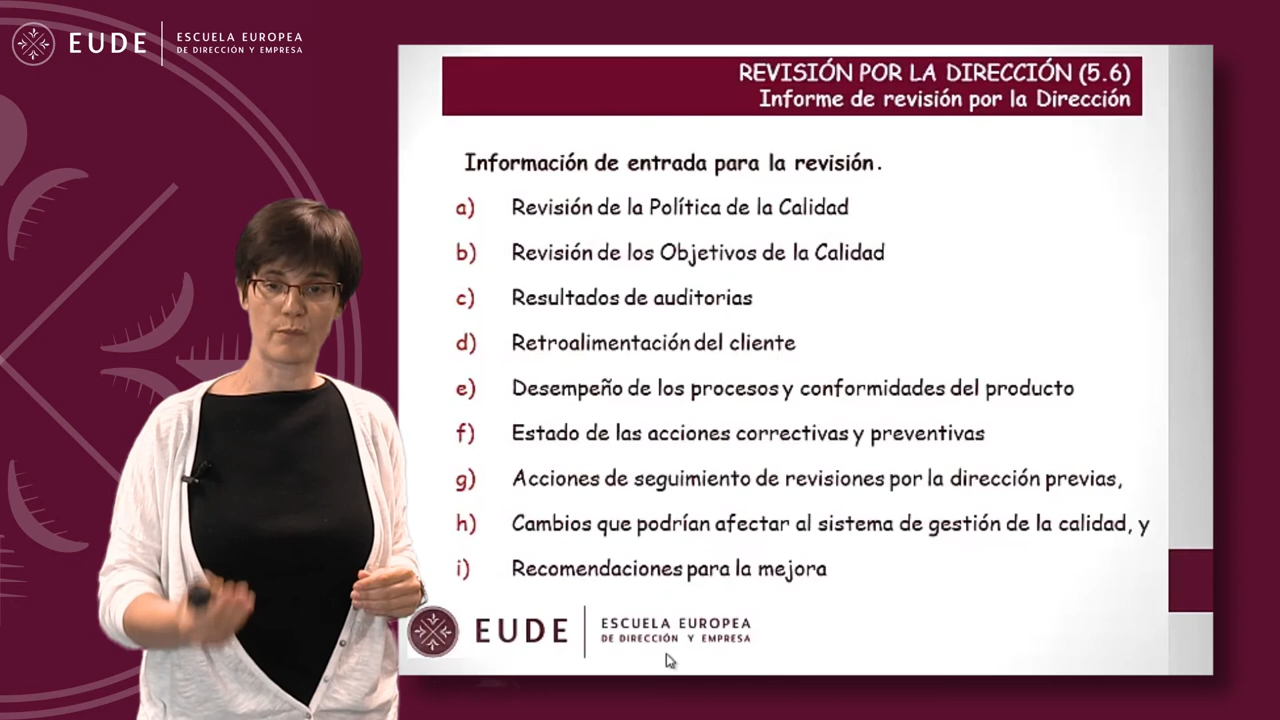 EUDE
ESCUELA EUROPEA
DE DIRECCIÓN Y EMPRESA
REVISIÓN POR LA DIRECCIÓN (5.6)
Informe de revisión por la Dirección
Información de entrada para la revisión.
a) Revisión de la Política de la Calidad
b) Revisión de los Objetivos de la Calidad
c) Resultados de auditorias
d) Retroalimentación del cliente
e) Desempeño de los procesos y conformidades del producto
f) Estado de las acciones correctivas y preventivas
g) Acciones de seguimiento de revisiones por la dirección previas,
h) Cambios que podrían afectar al sistema de gestión de la calidad, y
i) Recomendaciones para la mejora
EUDE
ESCUELA EUROPEA
DE DIRECCIÓN Y EMPRESA